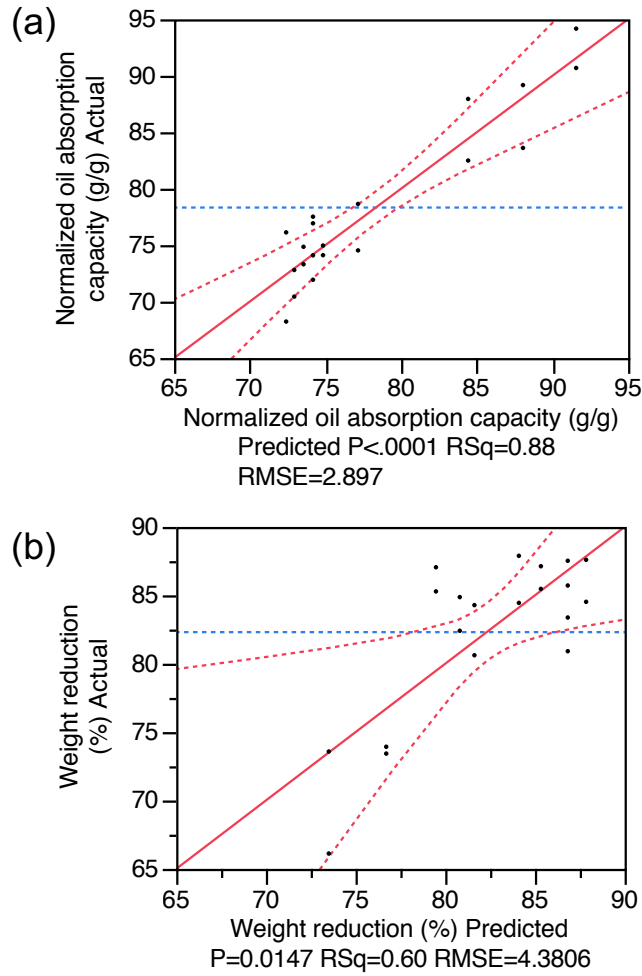 (a)
Normalized oil absorption
capacity (g/g) Actual
95
90
85
80
75
70
65
65 70 75 80 85 90 95
Normalized oil absorption capacity (g/g)
Predicted P<.0001 RSq=0.88
RMSE=2.897
(b)
Weight reduction
(%) Actual
90
85
80
75
70
65
65 70 75 80 85 90
Weight reduction (%) Predicted
P=0.0147 RSq=0.60 RMSE=4.3806